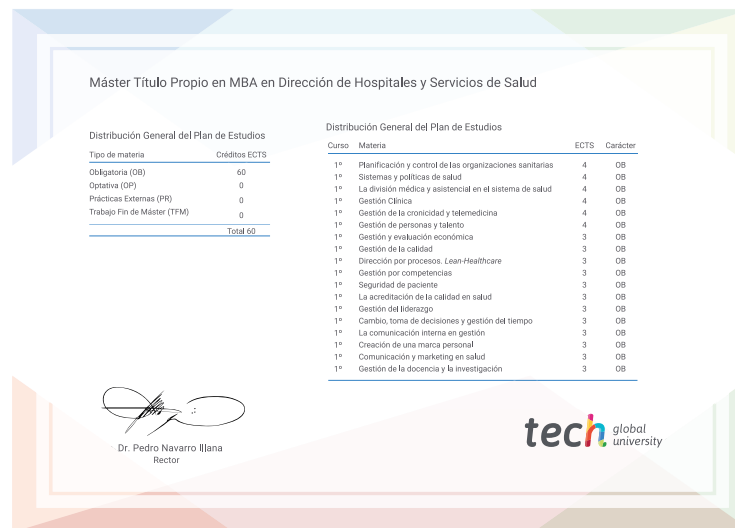 Máster Título Propio en MBA en Dirección de Hospitales y Servicios de Salud
Distribución General del Plan de Estudios
Tipo de materia Créditos ECTS
Obligatoria (OB) 60
Optativa (OP) 0
Prácticas Externas (PR) 0
Trabajo Fin de Máster (TFM) 0
Total 60
Distribución General del Plan de Estudios
Curso Materia ECTS Carácter
1º Planificación y control de las organizaciones sanitarias 4 OB
1º Sistemas y políticas de salud 4 OB
1º La división médica y asistencial en el sistema de salud 4 OB
1º Gestión Clínica 4 OB
1º Gestión de la cronicidad y telemedicina 4 OB
1º Gestión de personas y talento 4 OB
1º Gestión y evaluación económica 3 OB
1º Gestión de la calidad 3 OB
1º Dirección por procesos. Lean-Healthcare 3 OB
1º Gestión por competencias 3 OB
1º Seguridad de paciente 3 OB
1º La acreditación de la calidad en salud 3 OB
1º Gestión del liderazgo 3 OB
1º Cambio, toma de decisiones y gestión del tiempo 3 OB
1º La comunicación interna en gestión 3 OB
1º Creación de una marca personal 3 OB
1º Comunicación y marketing en salud 3 OB
1º Gestión de la docencia y la investigación 3 OB
Dr. Pedro Navarro Illana
Rector
tech global university